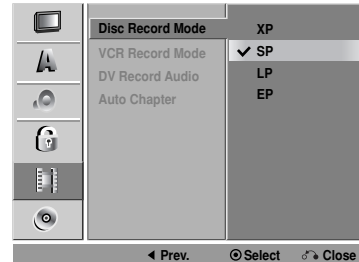 Disc Record Mode XP
VCR Record Mode ✔ SP
DV Record Audio LP
Auto Chapter EP
◀ Prev. Select Close